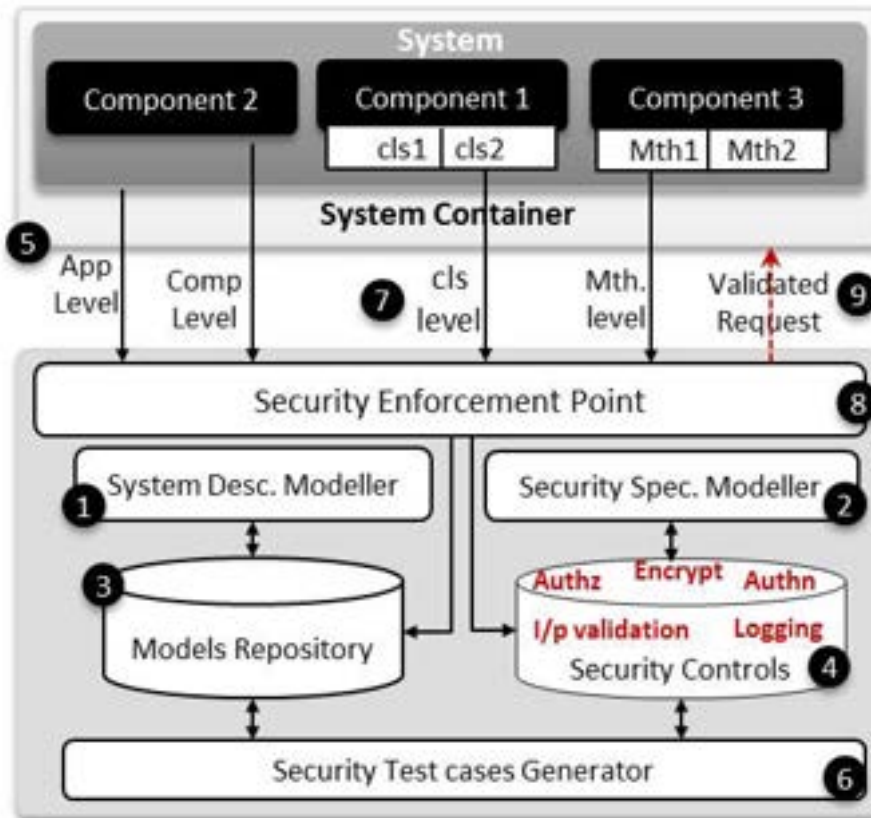 System
Component 2
Component 1
Component 3
cls1
cls2
Mth1
Mth2
System Container
5
App
Level
Comp
Level
7
cls
level
Mth.
level
Validated
Request
9
Security Enforcement Point
8
System Desc. Modeller
1
Security Spec. Modeller
2
3
Models Repository
Authz
Encrypt
Authn
I/p validation
Logging
Security Controls
4
Security Test cases Generator
6